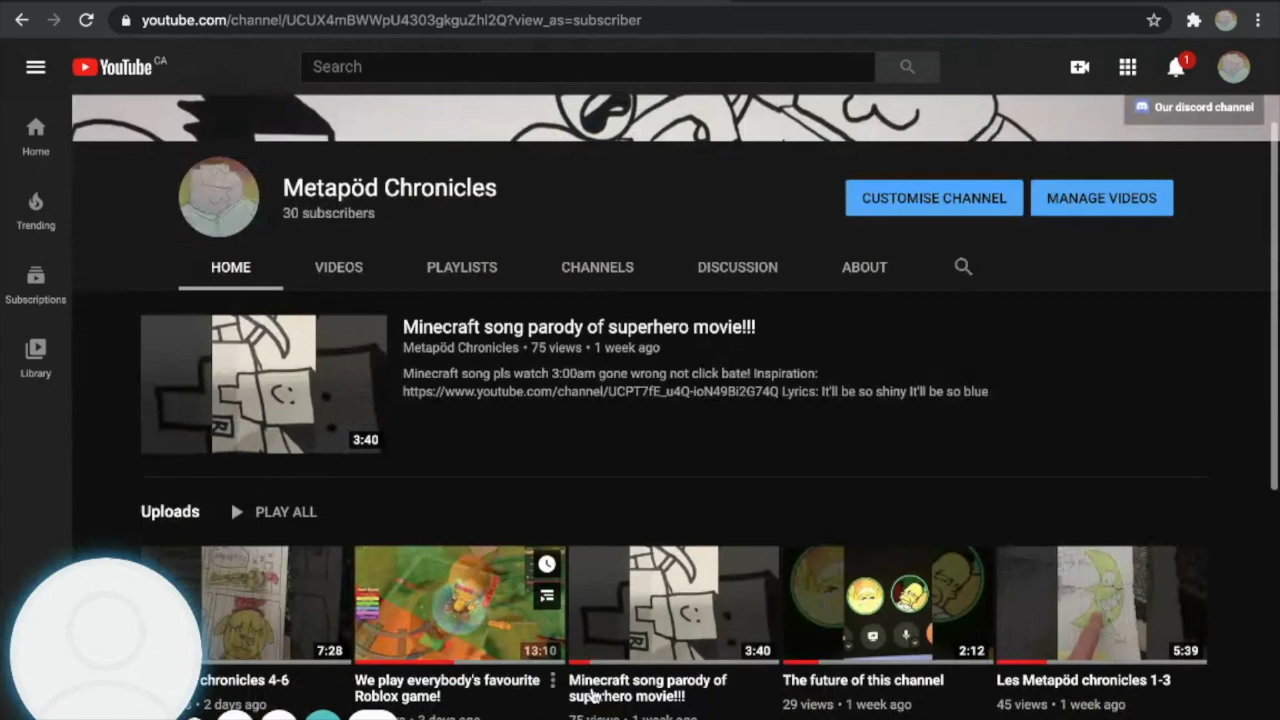 youtube.com/channel/UCUX4mBWWpU4303gkguZhl2Q?view_as=subscriber
YouTube CA
Search
1
Our discord channel
Home
Trending
Subscriptions
Library
Metapöd Chronicles
30 subscribers
CUSTOMISE CHANNEL
MANAGE VIDEOS
HOME
VIDEOS
PLAYLISTS
CHANNELS
DISCUSSION
ABOUT
Minecraft song parody of superhero movie!!!
Metapöd Chronicles • 75 views • 1 week ago
Minecraft song pls watch 3:00am gone wrong not click bate! Inspiration:
https://www.youtube.com/channel/UCPT7fE_u4Q-ioN49Bi2G74Q Lyrics: It'll be so shiny It'll be so blue
3:40
Uploads
PLAY ALL
7:28
13:10
3:40
2:12
5:39
chronicles 4-6
• 2 days ago
We play everybody's favourite
Roblox game!
Minecraft song parody of
superhero movie!!!
75 views • 1 week ago
The future of this channel
29 views • 1 week ago
Les Metapöd chronicles 1-3
45 views • 1 week ago